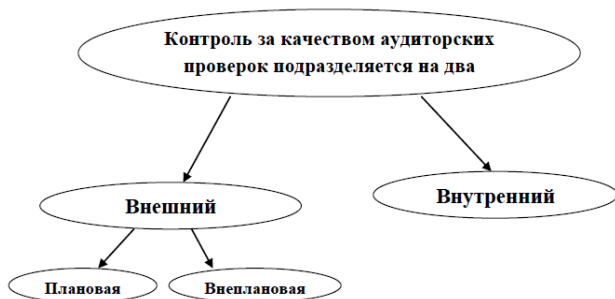 Контроль за качеством аудиторских
проверок подразделяется на два
Внешний
Внутренний
Плановая
Внеплановая